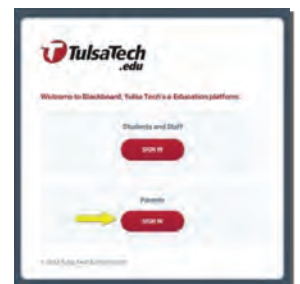 TulsaTech
.edu
Welcome to Blackboard, Tulsa Tech's e-Education platform.
Students and Staff
SIGN IN
Parents
SIGN IN